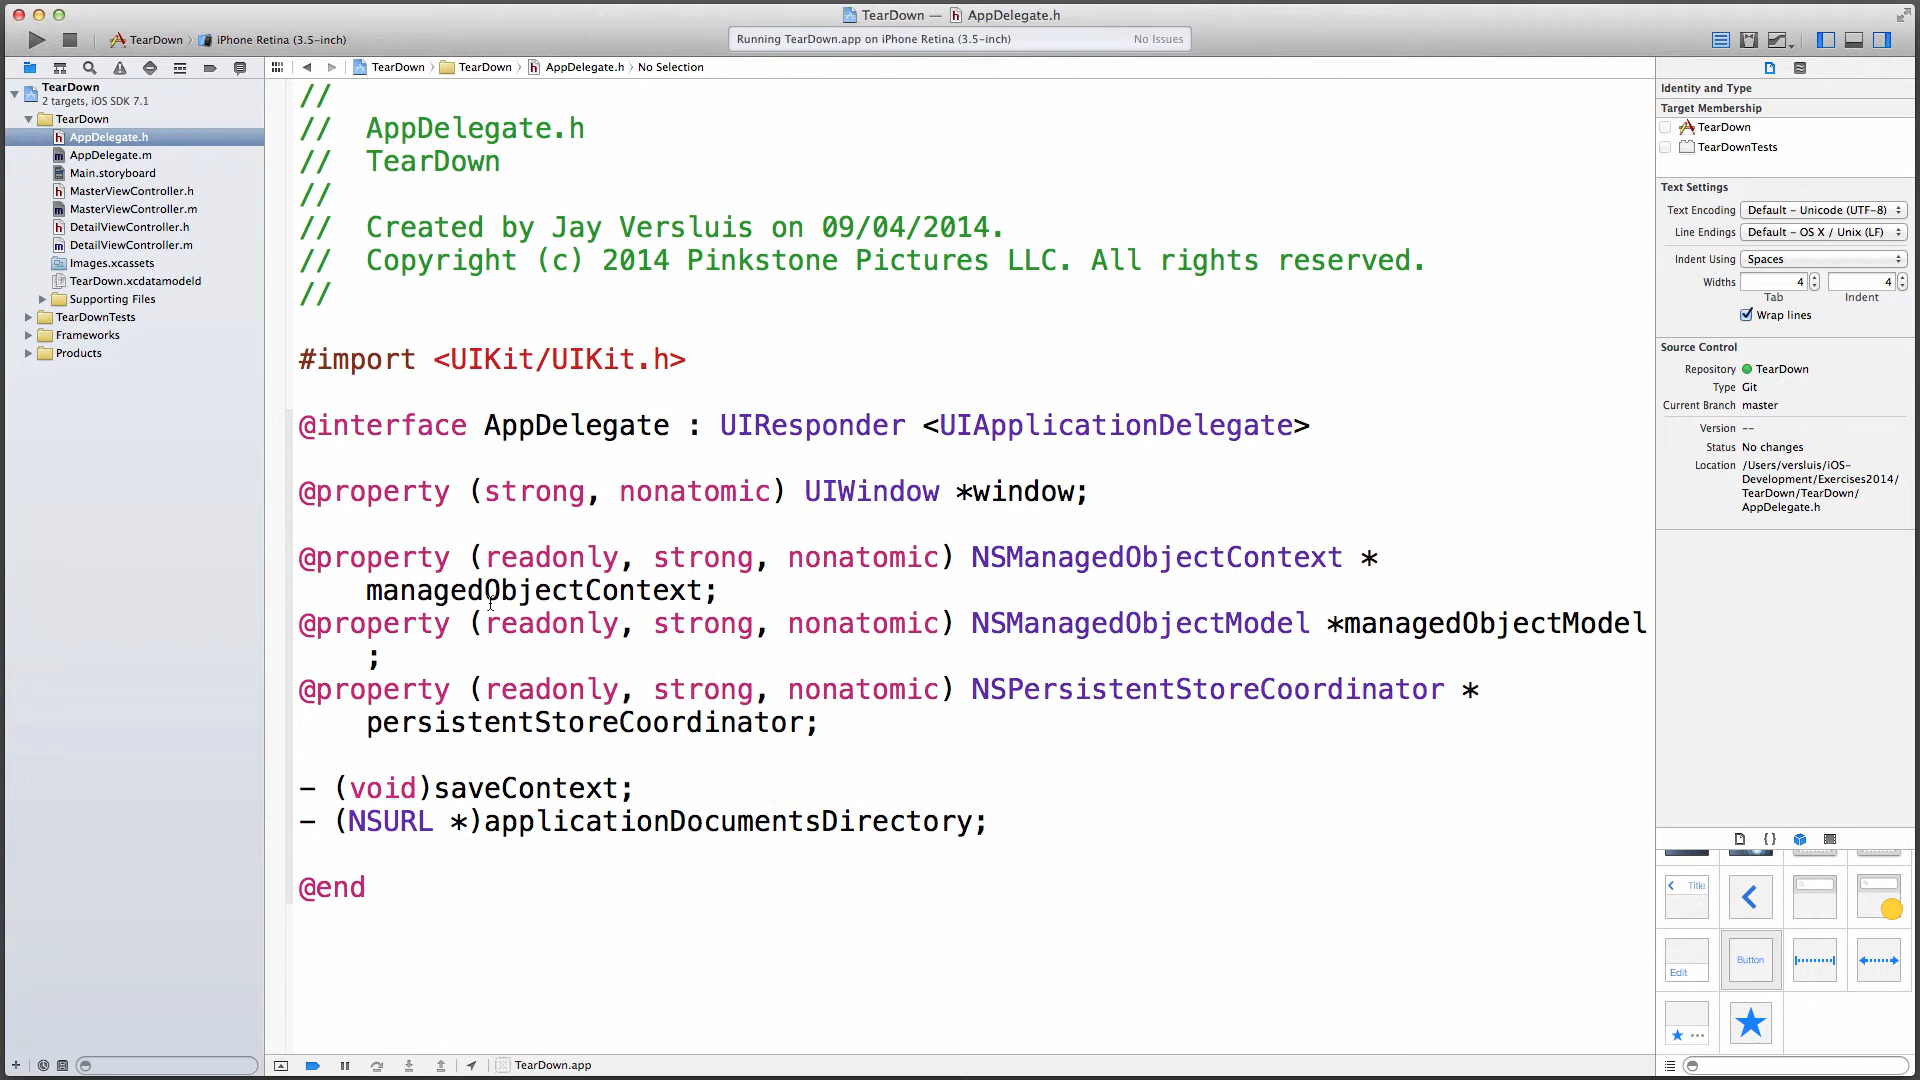 TearDown — AppDelegate.h
TearDown
iPhone Retina (3.5-inch)
Running TearDown.app on iPhone Retina (3.5-inch)
No Issues
TearDown
TearDown
AppDelegate.h
No Selection
TearDown
2 targets, iOS SDK 7.1
TearDown
AppDelegate.h
AppDelegate.m
Main.storyboard
MasterViewController.h
MasterViewController.m
DetailViewController.h
DetailViewController.m
Images.xcassets
TearDown.xcdatamodeld
Supporting Files
TearDownTests
Frameworks
Products
//
//  AppDelegate.h
//  TearDown
//
//  Created by Jay Versluis on 09/04/2014.
//  Copyright (c) 2014 Pinkstone Pictures LLC. All rights reserved.
//
#import <UIKit/UIKit.h>
@interface AppDelegate : UIResponder <UIApplicationDelegate>
@property (strong, nonatomic) UIWindow *window;
@property (readonly, strong, nonatomic) NSManagedObjectContext *
managedObjectContext;
@property (readonly, strong, nonatomic) NSManagedObjectModel *managedObjectModel
;
@property (readonly, strong, nonatomic) NSPersistentStoreCoordinator *
persistentStoreCoordinator;
- (void)saveContext;
- (NSURL *)applicationDocumentsDirectory;
@end
Identity and Type
Target Membership
TearDown
TearDownTests
Text Settings
Text Encoding Default - Unicode (UTF-8)
Line Endings Default - OS X / Unix (LF)
Indent Using Spaces
Widths 4 4
Tab Indent
Wrap lines
Source Control
Repository TearDown
Type Git
Current Branch master
Version --
Status No changes
Location /Users/versluis/iOS-
Development/Exercises2014/
TearDown/TearDown/
AppDelegate.h
{ }
Title
Edit
Button
TearDown.app